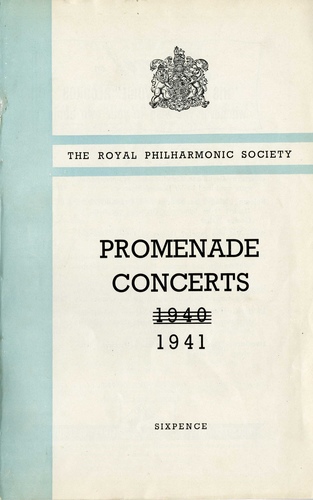 THE ROYAL PHILHARMONIC SOCIETY
PROMENADE
CONCERTS
1940
1941
SIXPENCE